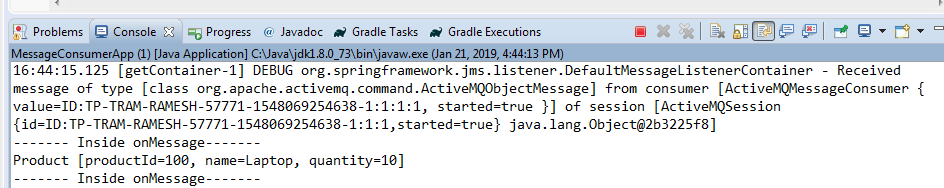 Problems Console Progress @ Javadoc Gradle Tasks Gradle Executions
MessageConsumerApp (1) [Java Application] C:\Java\jdk1.8.0_73\bin\javaw.exe (Jan 21, 2019, 4:44:13 PM)
16:44:15.125 [getContainer-1] DEBUG org.springframework.jms.listener.DefaultMessageListenerContainer - Received
message of type [class org.apache.activemq.command.ActiveMQObjectMessage] from consumer [ActiveMQMessageConsumer {
value=ID:TP-TRAM-RAMESH-57771-1548069254638-1:1:1:1, started=true }] of session [ActiveMQSession
{id=ID:TP-TRAM-RAMESH-57771-1548069254638-1:1:1,started=true} java.lang.Object@2b3225f8]
------- Inside onMessage-------
Product [productId=100, name=Laptop, quantity=10]
------- Inside onMessage-------